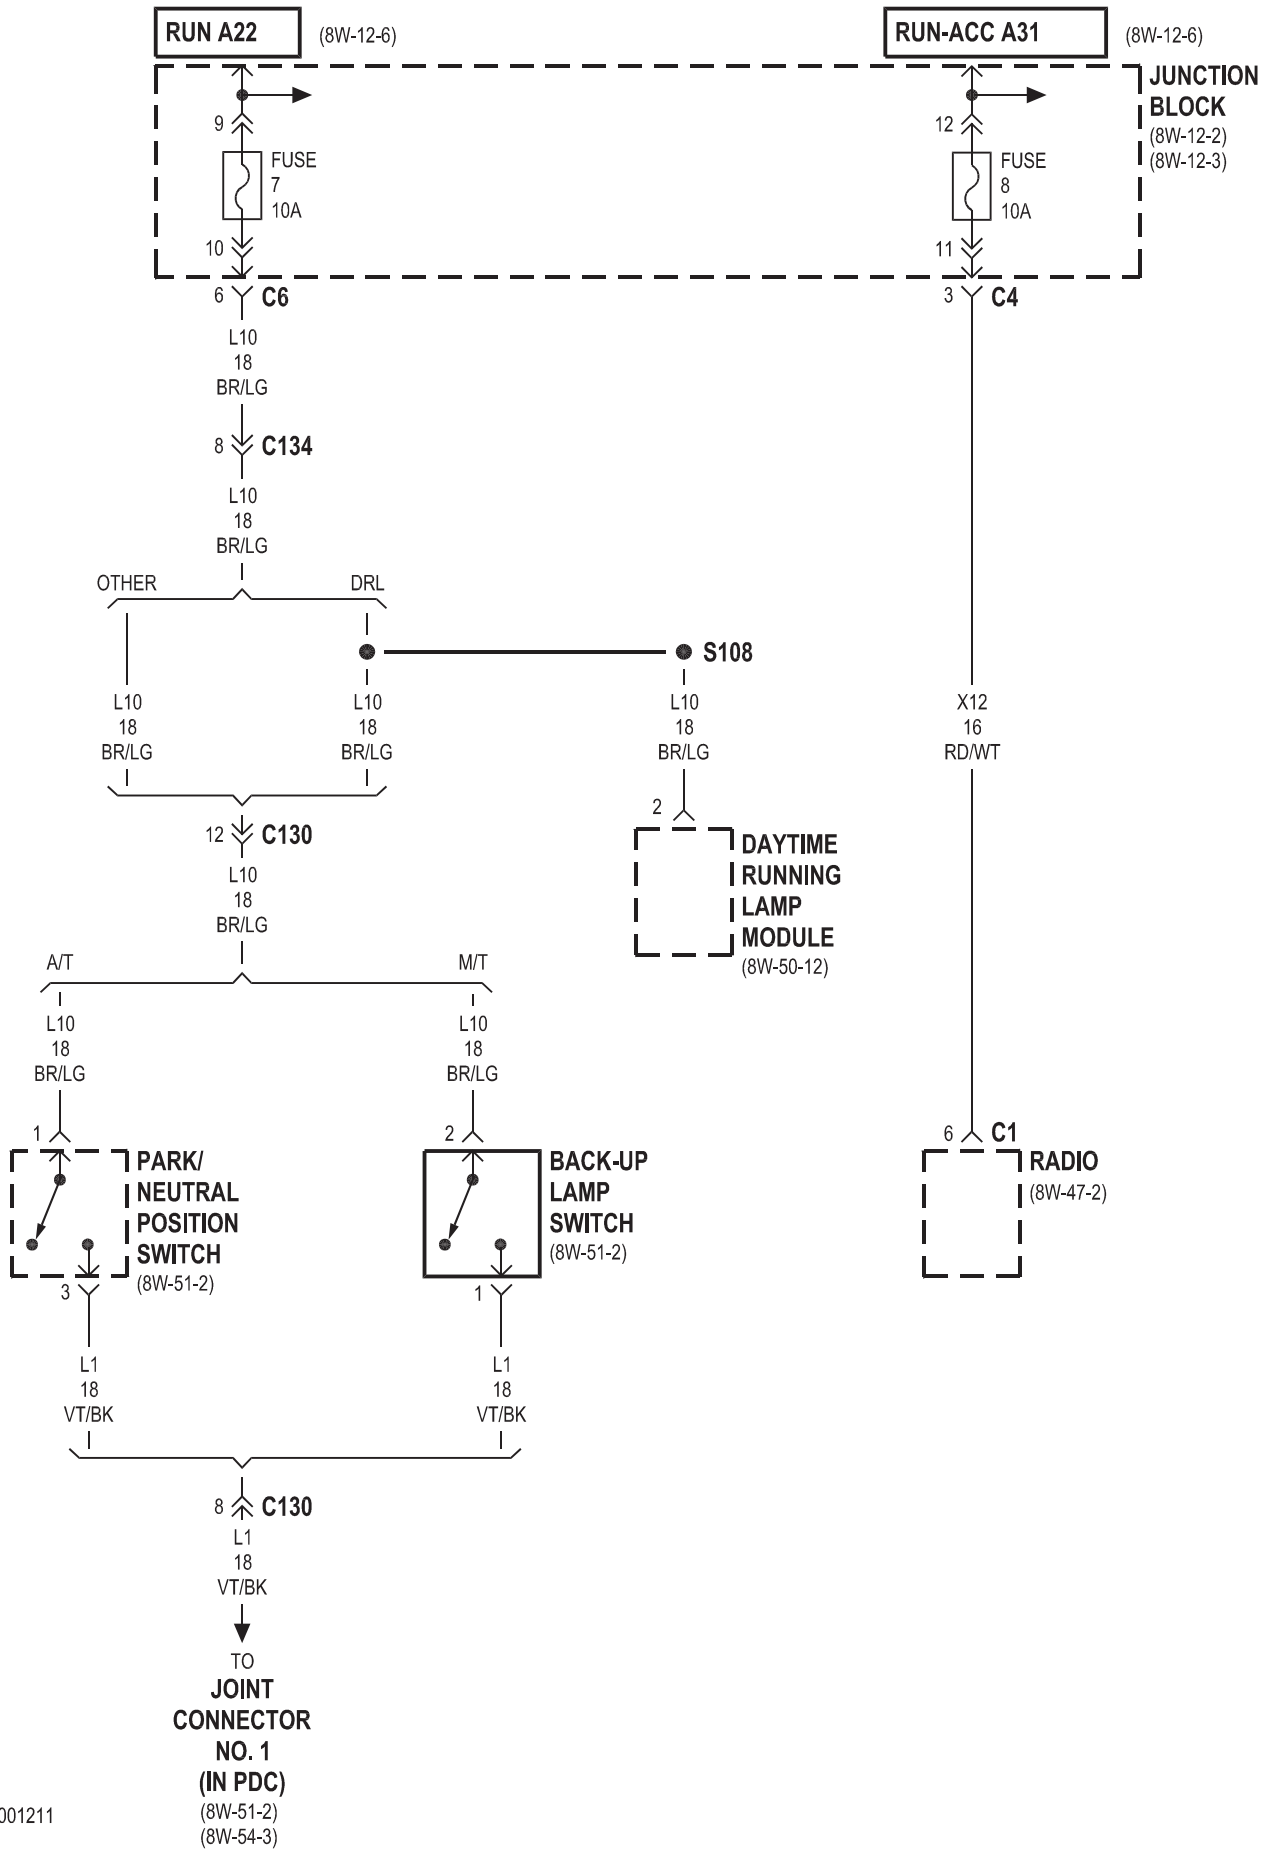 RUN A22
(8W-12-6)
RUN-ACC A31
(8W-12-6)
JUNCTION
BLOCK
(8W-12-2)
(8W-12-3)
9
FUSE
7
10A
10
12
FUSE
8
10A
11
6
C6
3
C4
L10
18
BR/LG
8
C134
L10
18
BR/LG
OTHER
DRL
S108
L10
18
BR/LG
L10
18
BR/LG
L10
18
BR/LG
X12
16
RD/WT
12
C130
2
DAYTIME
RUNNING
LAMP
MODULE
(8W-50-12)
L10
18
BR/LG
A/T
M/T
L10
18
BR/LG
L10
18
BR/LG
1
PARK/
NEUTRAL
POSITION
SWITCH
(8W-51-2)
3
2
BACK-UP
LAMP
SWITCH
(8W-51-2)
1
6
C1
RADIO
(8W-47-2)
L1
18
VT/BK
L1
18
VT/BK
8
C130
L1
18
VT/BK
TO
JOINT
CONNECTOR
NO. 1
(IN PDC)
(8W-51-2)
(8W-54-3)
001211